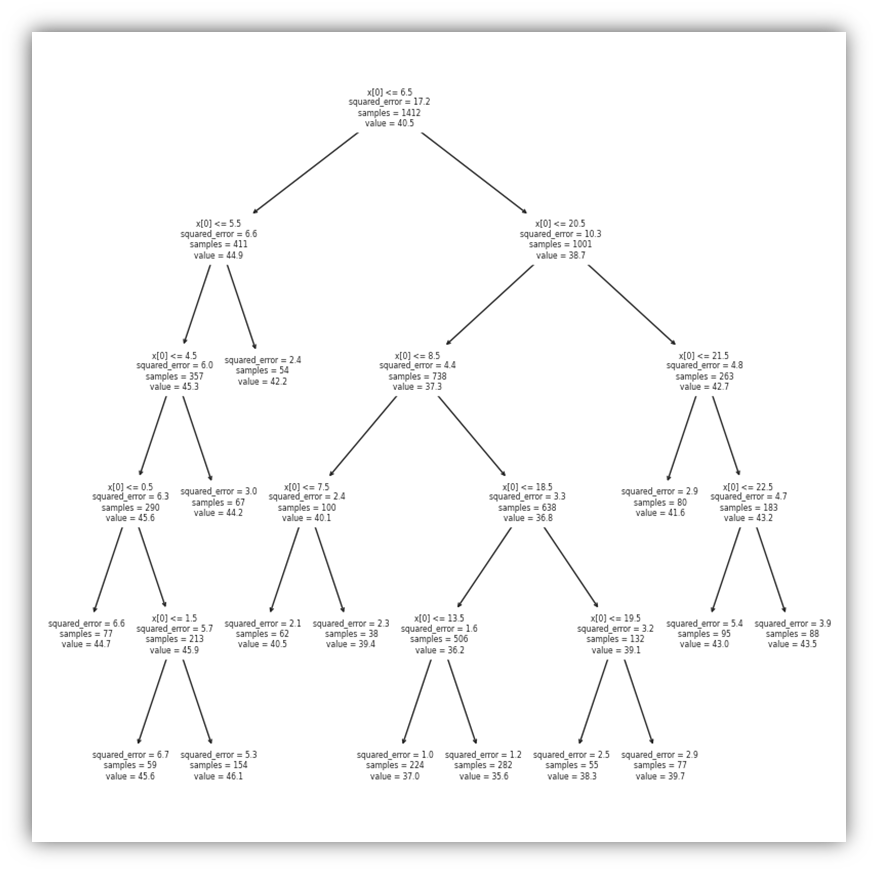 x[0] <= 6.5
squared_error = 17.2
samples = 1412
value = 40.5
x[0] <= 5.5
squared_error = 6.6
samples = 411
value = 44.9
x[0] <= 20.5
squared_error = 10.3
samples = 1001
value = 38.7
x[0] <= 4.5
squared_error = 6.0
samples = 357
value = 45.3
squared_error = 2.4
samples = 54
value = 42.2
x[0] <= 8.5
squared_error = 4.4
samples = 738
value = 37.3
x[0] <= 21.5
squared_error = 4.8
samples = 263
value = 42.7
x[0] <= 0.5
squared_error = 6.3
samples = 290
value = 45.6
squared_error = 3.0
samples = 67
value = 44.2
x[0] <= 7.5
squared_error = 2.4
samples = 100
value = 40.1
x[0] <= 18.5
squared_error = 3.3
samples = 638
value = 36.8
squared_error = 2.9
samples = 80
value = 41.6
x[0] <= 22.5
squared_error = 4.7
samples = 183
value = 43.2
squared_error = 6.6
samples = 77
value = 44.7
x[0] <= 1.5
squared_error = 5.7
samples = 213
value = 45.9
squared_error = 2.1
samples = 62
value = 40.5
squared_error = 2.3
samples = 38
value = 39.4
x[0] <= 13.5
squared_error = 1.6
samples = 506
value = 36.2
x[0] <= 19.5
squared_error = 3.2
samples = 132
value = 39.1
squared_error = 5.4
samples = 95
value = 43.0
squared_error = 3.9
samples = 88
value = 43.5
squared_error = 6.7
samples = 59
value = 45.6
squared_error = 5.3
samples = 154
value = 46.1
squared_error = 1.0
samples = 224
value = 37.0
squared_error = 1.2
samples = 282
value = 35.6
squared_error = 2.5
samples = 55
value = 38.3
squared_error = 2.9
samples = 77
value = 39.7